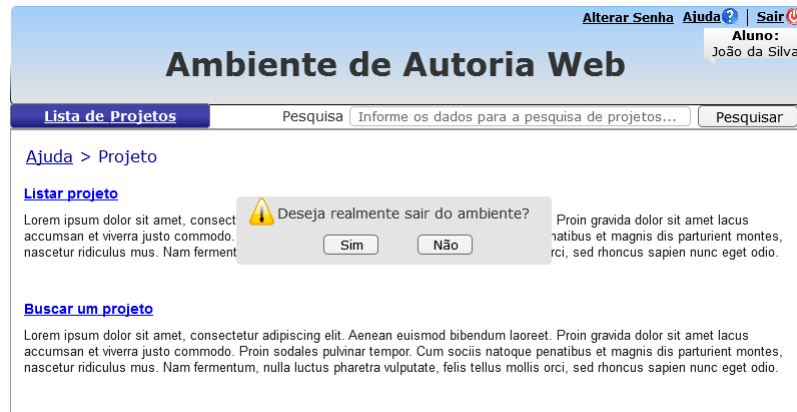 Alterar Senha Ajuda Sair
Aluno:
João da Silva
Ambiente de Autoria Web
Lista de Projetos Pesquisa Informe os dados para a pesquisa de projetos... Pesquisar
Ajuda > Projeto
Listar projeto
Lorem ipsum dolor sit amet, consect Proin gravida dolor sit amet lacus
accumsan et viverra justo commodo. natibus et magnis dis parturient montes,
nascetur ridiculus mus. Nam ferment rci, sed rhoncus sapien nunc eget odio.
Deseja realmente sair do ambiente?
Sim Não
Buscar um projeto
Lorem ipsum dolor sit amet, consectetur adipiscing elit. Aenean euismod bibendum laoreet. Proin gravida dolor sit amet lacus
accumsan et viverra justo commodo. Proin sodales pulvinar tempor. Cum sociis natoque penatibus et magnis dis parturient montes,
nascetur ridiculus mus. Nam fermentum, nulla luctus pharetra vulputate, felis tellus mollis orci, sed rhoncus sapien nunc eget odio.